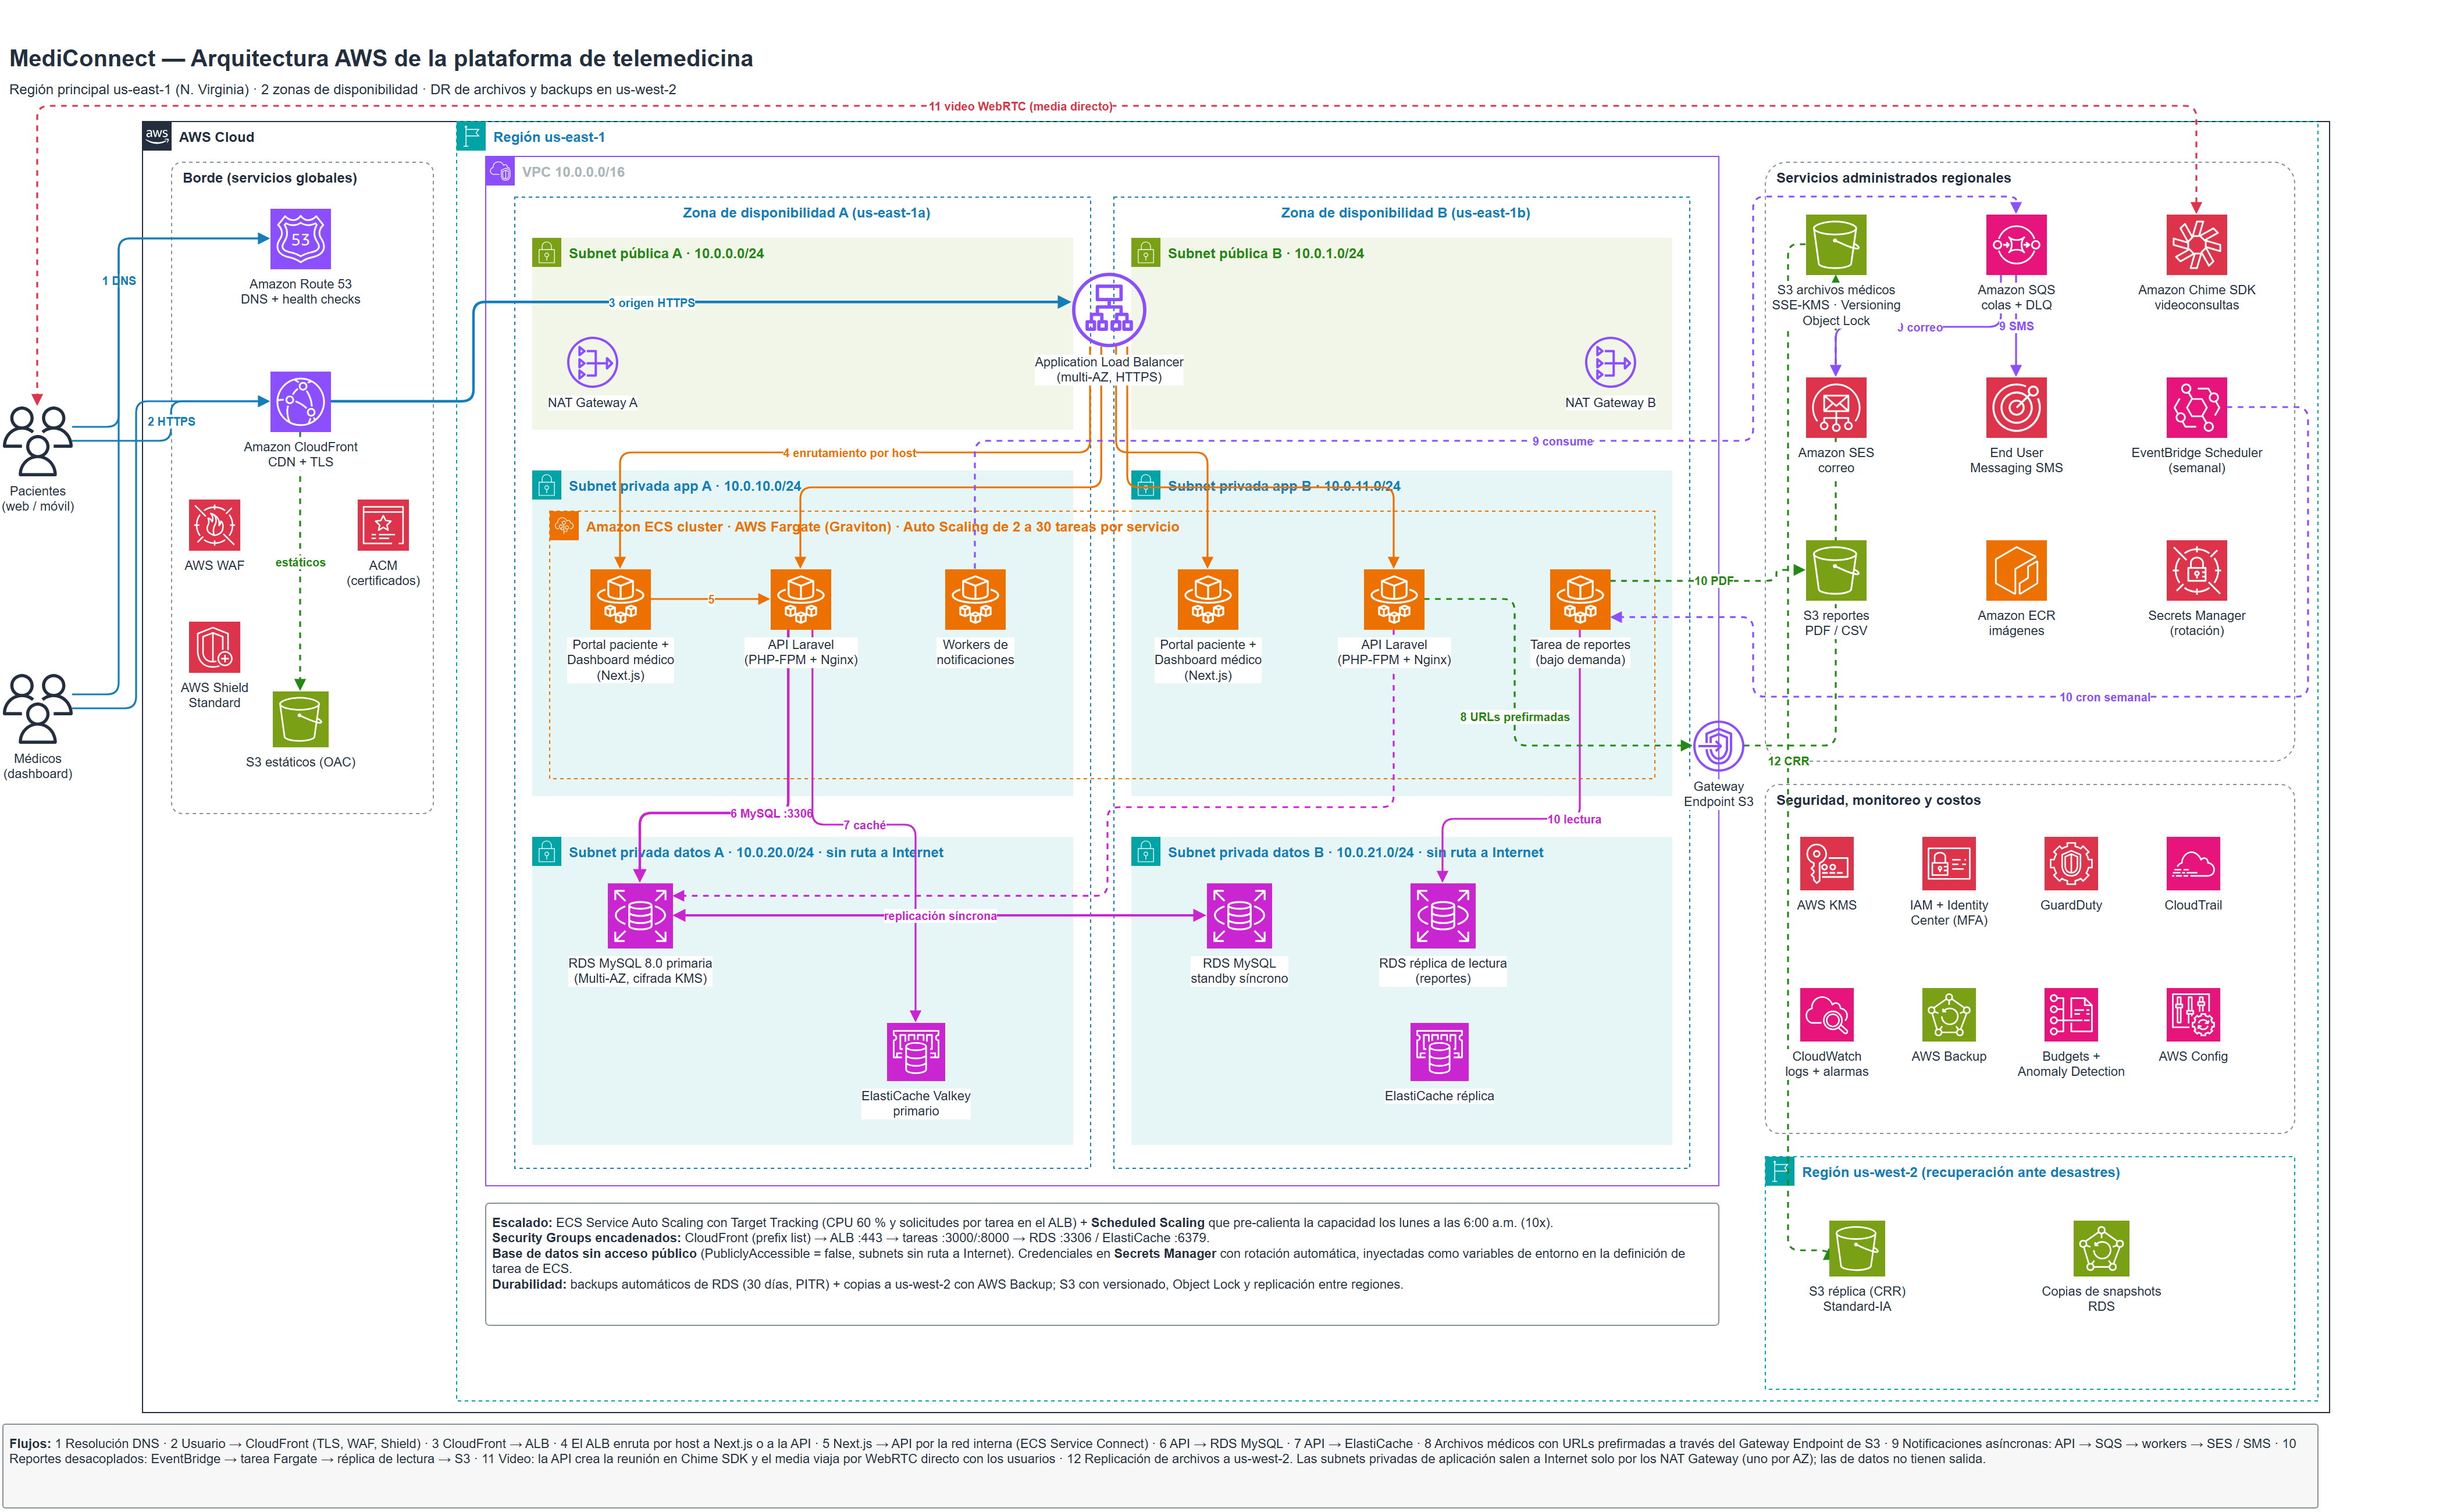 MediConnect — Arquitectura AWS de la plataforma de telemedicina
Región principal us-east-1 (N. Virginia) · 2 zonas de disponibilidad · DR de archivos y backups en us-west-2
11 video WebRTC (media directo)
aws
AWS Cloud
Región us-east-1
VPC 10.0.0.0/16
Borde (servicios globales)
53
Amazon Route 53
DNS + health checks
1 DNS
2 HTTPS
Amazon CloudFront
CDN + TLS
Pacientes
(web / móvil)
AWS WAF
estáticos
ACM
(certificados)
AWS Shield
Standard
S3 estáticos (OAC)
Médicos
(dashboard)
Zona de disponibilidad A (us-east-1a)
Zona de disponibilidad B (us-east-1b)
Subnet pública A · 10.0.0.0/24
Subnet pública B · 10.0.1.0/24
3 origen HTTPS
Application Load Balancer
(multi-AZ, HTTPS)
NAT Gateway A
NAT Gateway B
9 consume
4 enrutamiento por host
Subnet privada app A · 10.0.10.0/24
Subnet privada app B · 10.0.11.0/24
Amazon ECS cluster · AWS Fargate (Graviton) · Auto Scaling de 2 a 30 tareas por servicio
5
Portal paciente +
Dashboard médico
(Next.js)
API Laravel
(PHP-FPM + Nginx)
Workers de
notificaciones
Portal paciente +
Dashboard médico
(Next.js)
API Laravel
(PHP-FPM + Nginx)
Tarea de reportes
(bajo demanda)
10 PDF
8 URLs prefirmadas
Gateway
Endpoint S3
6 MySQL :3306
7 caché
10 lectura
Subnet privada datos A · 10.0.20.0/24 · sin ruta a Internet
Subnet privada datos B · 10.0.21.0/24 · sin ruta a Internet
replicación síncrona
RDS MySQL 8.0 primaria
(Multi-AZ, cifrada KMS)
RDS MySQL
standby síncrono
RDS réplica de lectura
(reportes)
ElastiCache Valkey
primario
ElastiCache réplica
Servicios administrados regionales
S3 archivos médicos
SSE-KMS · Versioning
Object Lock
Amazon SQS
colas + DLQ
Amazon Chime SDK
videoconsultas
correo
9 SMS
Amazon SES
correo
End User
Messaging SMS
EventBridge Scheduler
(semanal)
S3 reportes
PDF / CSV
Amazon ECR
imágenes
Secrets Manager
(rotación)
10 cron semanal
12 CRR
Seguridad, monitoreo y costos
AWS KMS
IAM + Identity
Center (MFA)
GuardDuty
CloudTrail
CloudWatch
logs + alarmas
AWS Backup
Budgets +
Anomaly Detection
AWS Config
Región us-west-2 (recuperación ante desastres)
S3 réplica (CRR)
Standard-IA
Copias de snapshots
RDS
Escalado: ECS Service Auto Scaling con Target Tracking (CPU 60 % y solicitudes por tarea en el ALB) + Scheduled Scaling que pre-calienta la capacidad los lunes a las 6:00 a.m. (10x).
Security Groups encadenados: CloudFront (prefix list) → ALB :443 → tareas :3000/:8000 → RDS :3306 / ElastiCache :6379.
Base de datos sin acceso público (PubliclyAccessible = false, subnets sin ruta a Internet). Credenciales en Secrets Manager con rotación automática, inyectadas como variables de entorno en la definición de
tarea de ECS.
Durabilidad: backups automáticos de RDS (30 días, PITR) + copias a us-west-2 con AWS Backup; S3 con versionado, Object Lock y replicación entre regiones.
Flujos: 1 Resolución DNS · 2 Usuario → CloudFront (TLS, WAF, Shield) · 3 CloudFront → ALB · 4 El ALB enruta por host a Next.js o a la API · 5 Next.js → API por la red interna (ECS Service Connect) · 6 API → RDS MySQL · 7 API → ElastiCache · 8 Archivos médicos con URLs prefirmadas a través del Gateway Endpoint de S3 · 9 Notificaciones asíncronas: API → SQS → workers → SES / SMS · 10
Reportes desacoplados: EventBridge → tarea Fargate → réplica de lectura → S3 · 11 Video: la API crea la reunión en Chime SDK y el media viaja por WebRTC directo con los usuarios · 12 Replicación de archivos a us-west-2. Las subnets privadas de aplicación salen a Internet solo por los NAT Gateway (uno por AZ); las de datos no tienen salida.